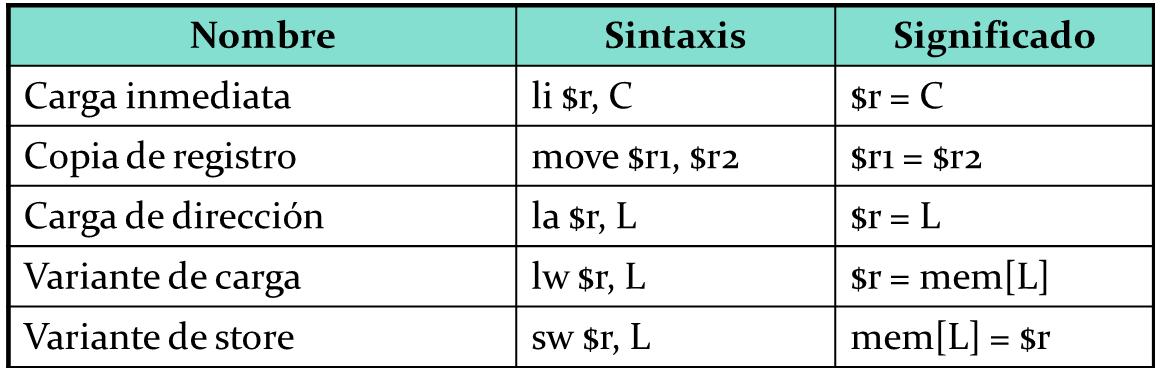 Nombre Sintaxis Significado
Carga inmediata li $r, C $r = C
Copia de registro move $r1, $r2 $r1 = $r2
Carga de dirección la $r, L $r = L
Variante de carga lw $r, L $r = mem[L]
Variante de store sw $r, L mem[L] = $r